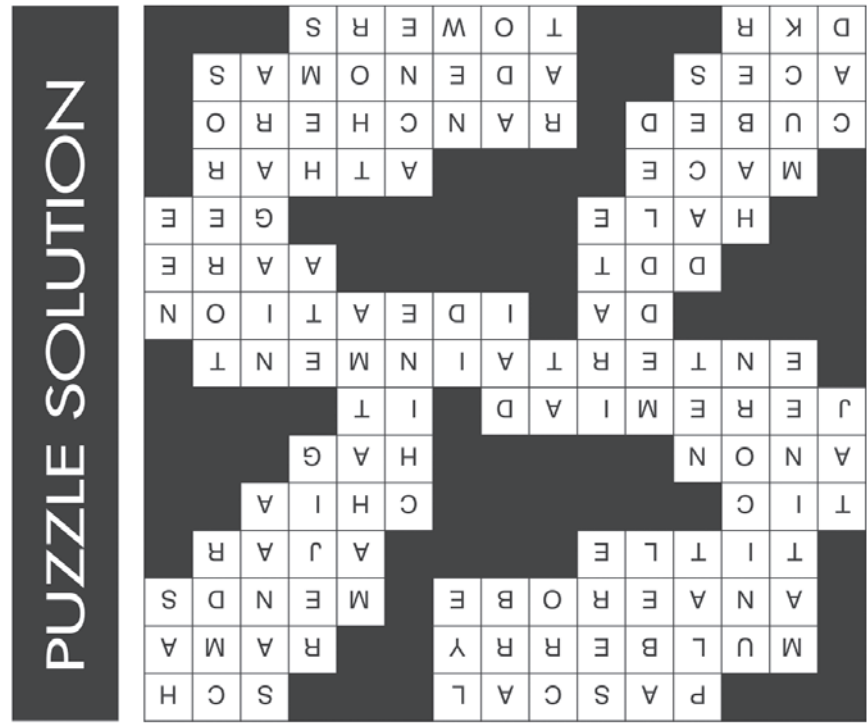 PUZZLE SOLUTION
PASCAL SCH
MULBERRY RAMA
ANAEROBE MENDS
TITLE AJAR
TIC CHIA
ANON HAG
JEREMIAD IT
ENTERTAINMENT
DA IDEATION
DDT AARE
HALE GEE
MACE ATHAR
CUBED RANCHERO
ACES ADENOMAS
DKR TOWERS